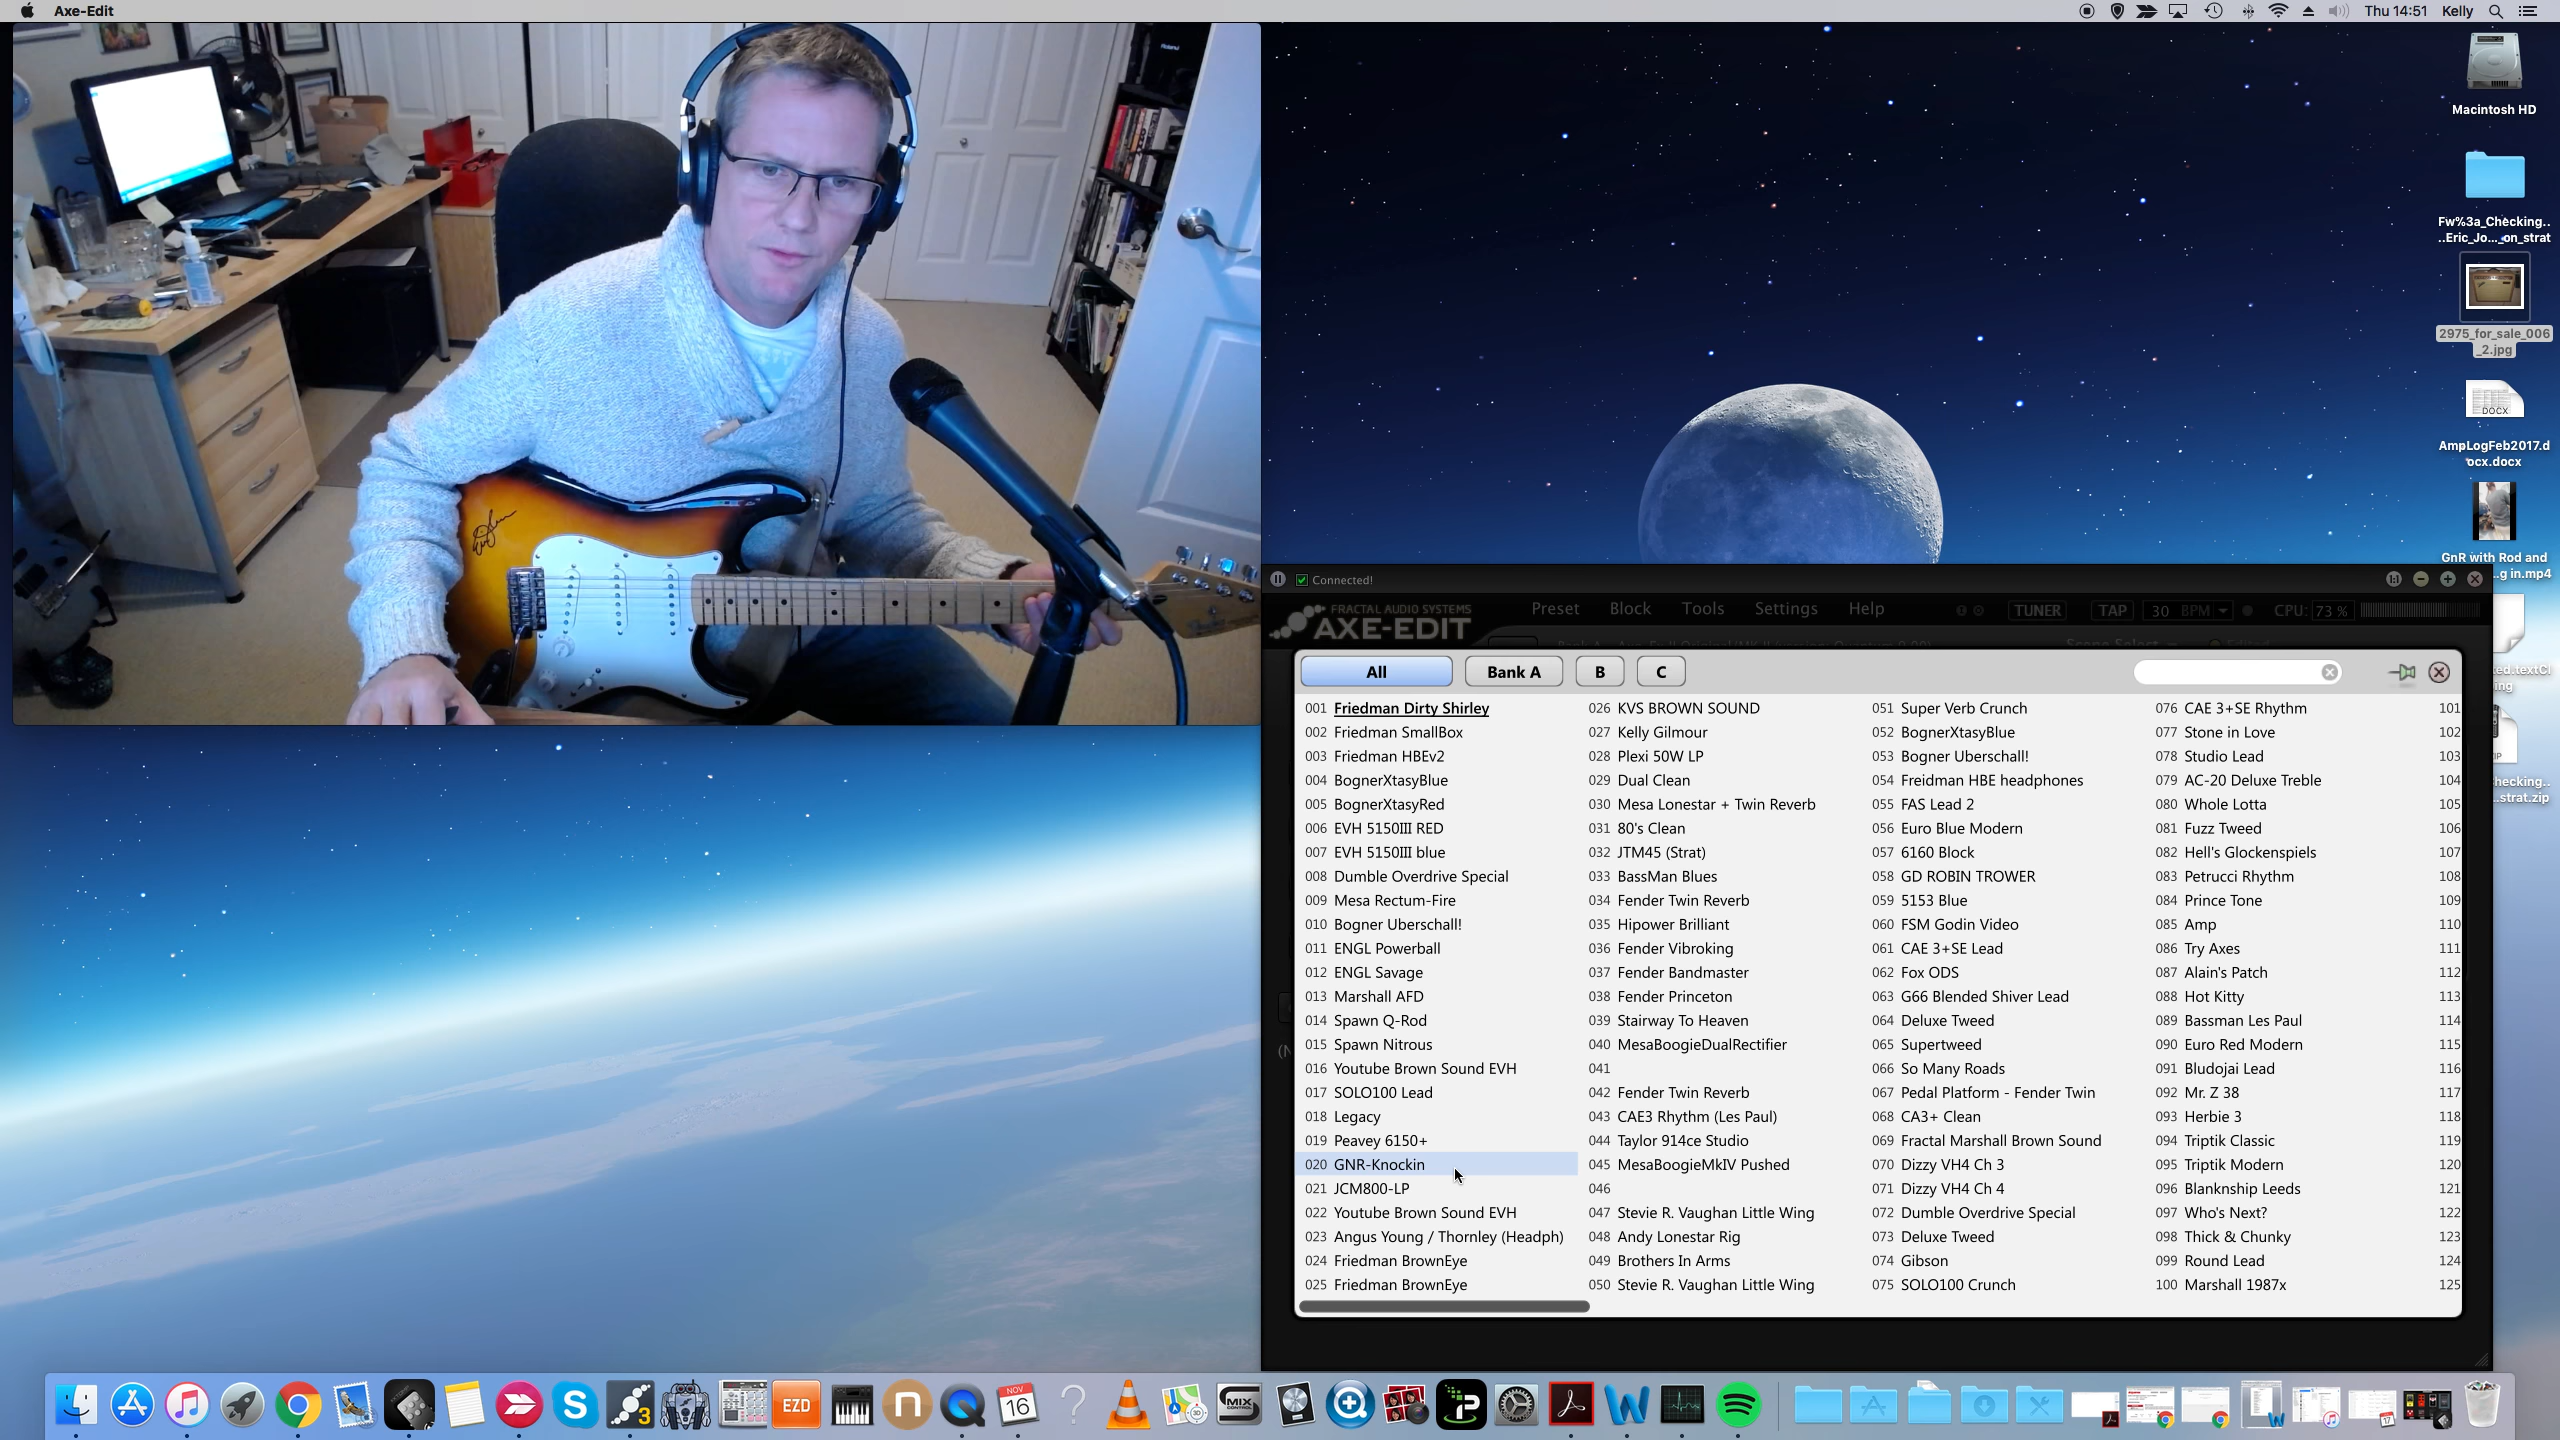 Axe-Edit
Thu 14:51 Kelly
Macintosh HD
Fw%3a_Checking..
...Eric_Jo..._on_strat
2975_for_sale_006
_2.jpg
DOCX
AmpLogFeb2017.d
ocx.docx
GnR with Rod and
..g in.mp4
Connected!
FRACTAL AUDIO SYSTEMS
AXE-EDIT
Preset Block Tools Settings Help
TUNER TAP 30 BPM CPU: 73 %
All Bank A B C
001 Friedman Dirty Shirley
002 Friedman SmallBox
003 Friedman HBEv2
004 BognerXtasyBlue
005 BognerXtasyRed
006 EVH 5150III RED
007 EVH 5150III blue
008 Dumble Overdrive Special
009 Mesa Rectum-Fire
010 Bogner Uberschall!
011 ENGL Powerball
012 ENGL Savage
013 Marshall AFD
014 Spawn Q-Rod
015 Spawn Nitrous
016 Youtube Brown Sound EVH
017 SOLO100 Lead
018 Legacy
019 Peavey 6150+
020 GNR-Knockin
021 JCM800-LP
022 Youtube Brown Sound EVH
023 Angus Young / Thornley (Headph)
024 Friedman BrownEye
025 Friedman BrownEye
026 KVS BROWN SOUND
027 Kelly Gilmour
028 Plexi 50W LP
029 Dual Clean
030 Mesa Lonestar + Twin Reverb
031 80's Clean
032 JTM45 (Strat)
033 BassMan Blues
034 Fender Twin Reverb
035 Hipower Brilliant
036 Fender Vibroking
037 Fender Bandmaster
038 Fender Princeton
039 Stairway To Heaven
040 MesaBoogieDualRectifier
041
042 Fender Twin Reverb
043 CAE3 Rhythm (Les Paul)
044 Taylor 914ce Studio
045 MesaBoogieMkIV Pushed
046
047 Stevie R. Vaughan Little Wing
048 Andy Lonestar Rig
049 Brothers In Arms
050 Stevie R. Vaughan Little Wing
051 Super Verb Crunch
052 BognerXtasyBlue
053 Bogner Uberschall!
054 Freidman HBE headphones
055 FAS Lead 2
056 Euro Blue Modern
057 6160 Block
058 GD ROBIN TROWER
059 5153 Blue
060 FSM Godin Video
061 CAE 3+SE Lead
062 Fox ODS
063 G66 Blended Shiver Lead
064 Deluxe Tweed
065 Supertweed
066 So Many Roads
067 Pedal Platform - Fender Twin
068 CA3+ Clean
069 Fractal Marshall Brown Sound
070 Dizzy VH4 Ch 3
071 Dizzy VH4 Ch 4
072 Dumble Overdrive Special
073 Deluxe Tweed
074 Gibson
075 SOLO100 Crunch
076 CAE 3+SE Rhythm
077 Stone in Love
078 Studio Lead
079 AC-20 Deluxe Treble
080 Whole Lotta
081 Fuzz Tweed
082 Hell's Glockenspiels
083 Petrucci Rhythm
084 Prince Tone
085 Amp
086 Try Axes
087 Alain's Patch
088 Hot Kitty
089 Bassman Les Paul
090 Euro Red Modern
091 Bludojai Lead
092 Mr. Z 38
093 Herbie 3
094 Triptik Classic
095 Triptik Modern
096 Blanknship Leeds
097 Who's Next?
098 Thick & Chunky
099 Round Lead
100 Marshall 1987x
101
102
103
104
105
106
107
108
109
110
111
112
113
114
115
116
117
118
119
120
121
122
123
124
125
hecking..
..strat.zip
3
EZD
NOV
16
MIX
17